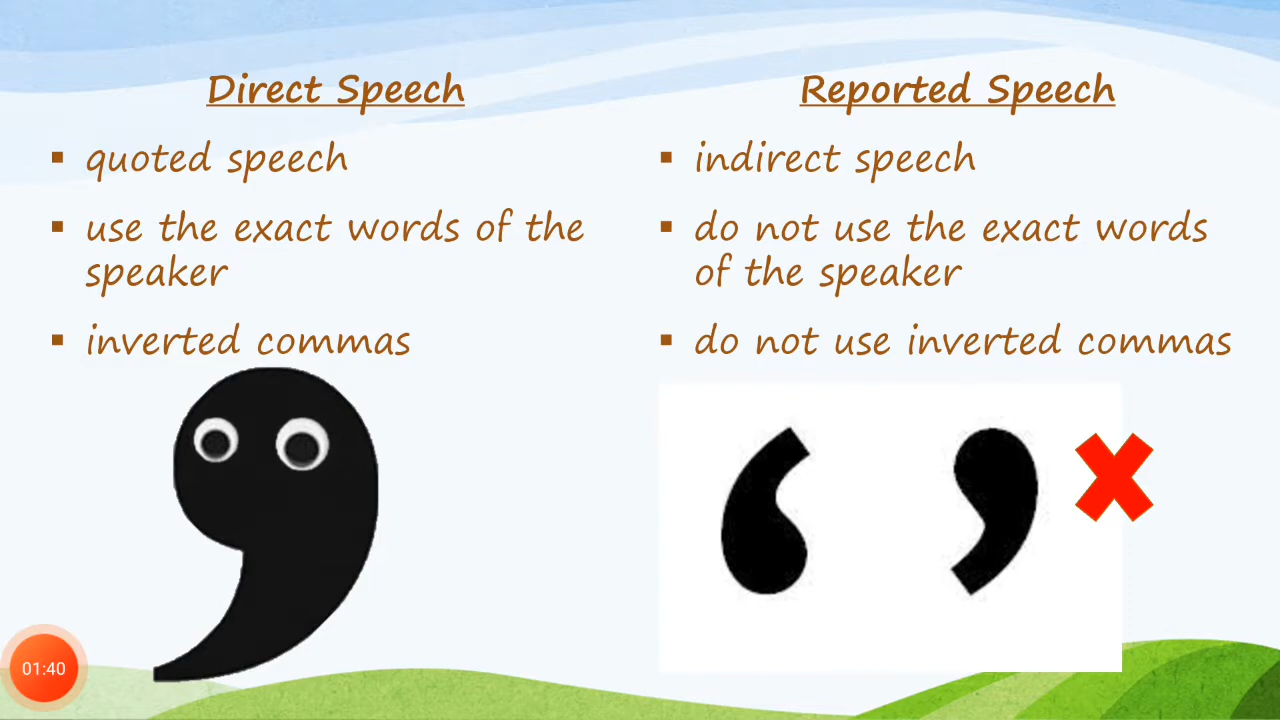 Direct Speech
▪ quoted speech
▪ use the exact words of the
speaker
▪ inverted commas
Reported Speech
▪ indirect speech
▪ do not use the exact words
of the speaker
▪ do not use inverted commas
‘ ’
01:40